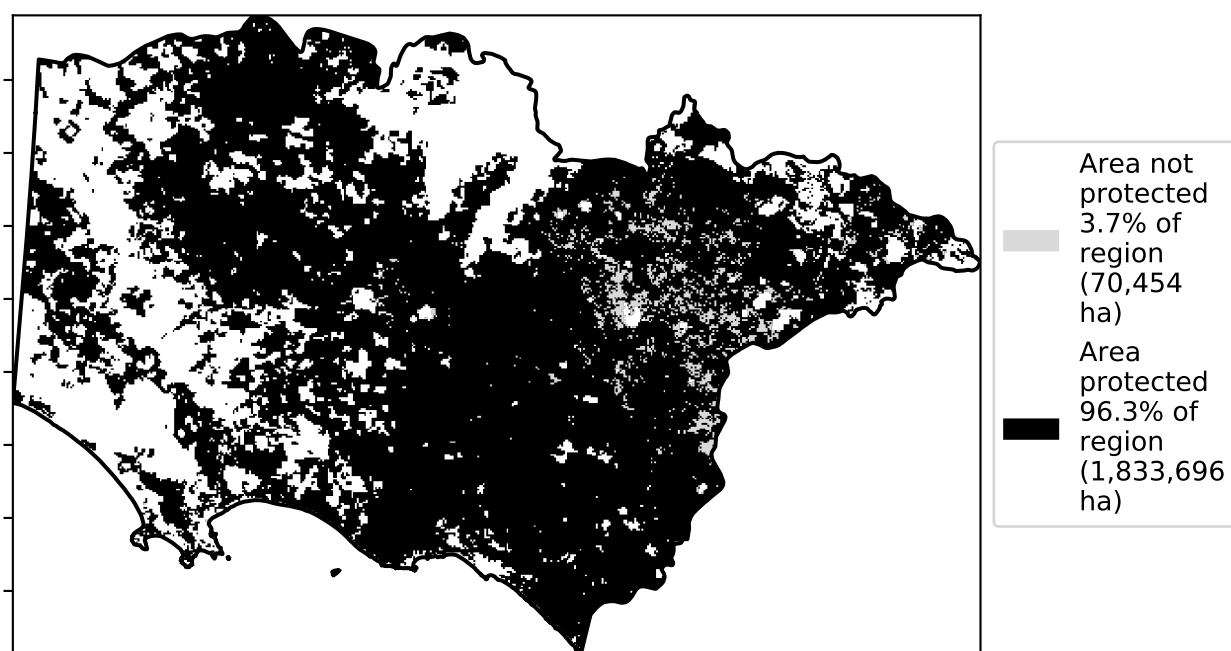 Area not
protected
3.7% of
region
(70,454
ha)
Area
protected
96.3% of
region
(1,833,696
ha)